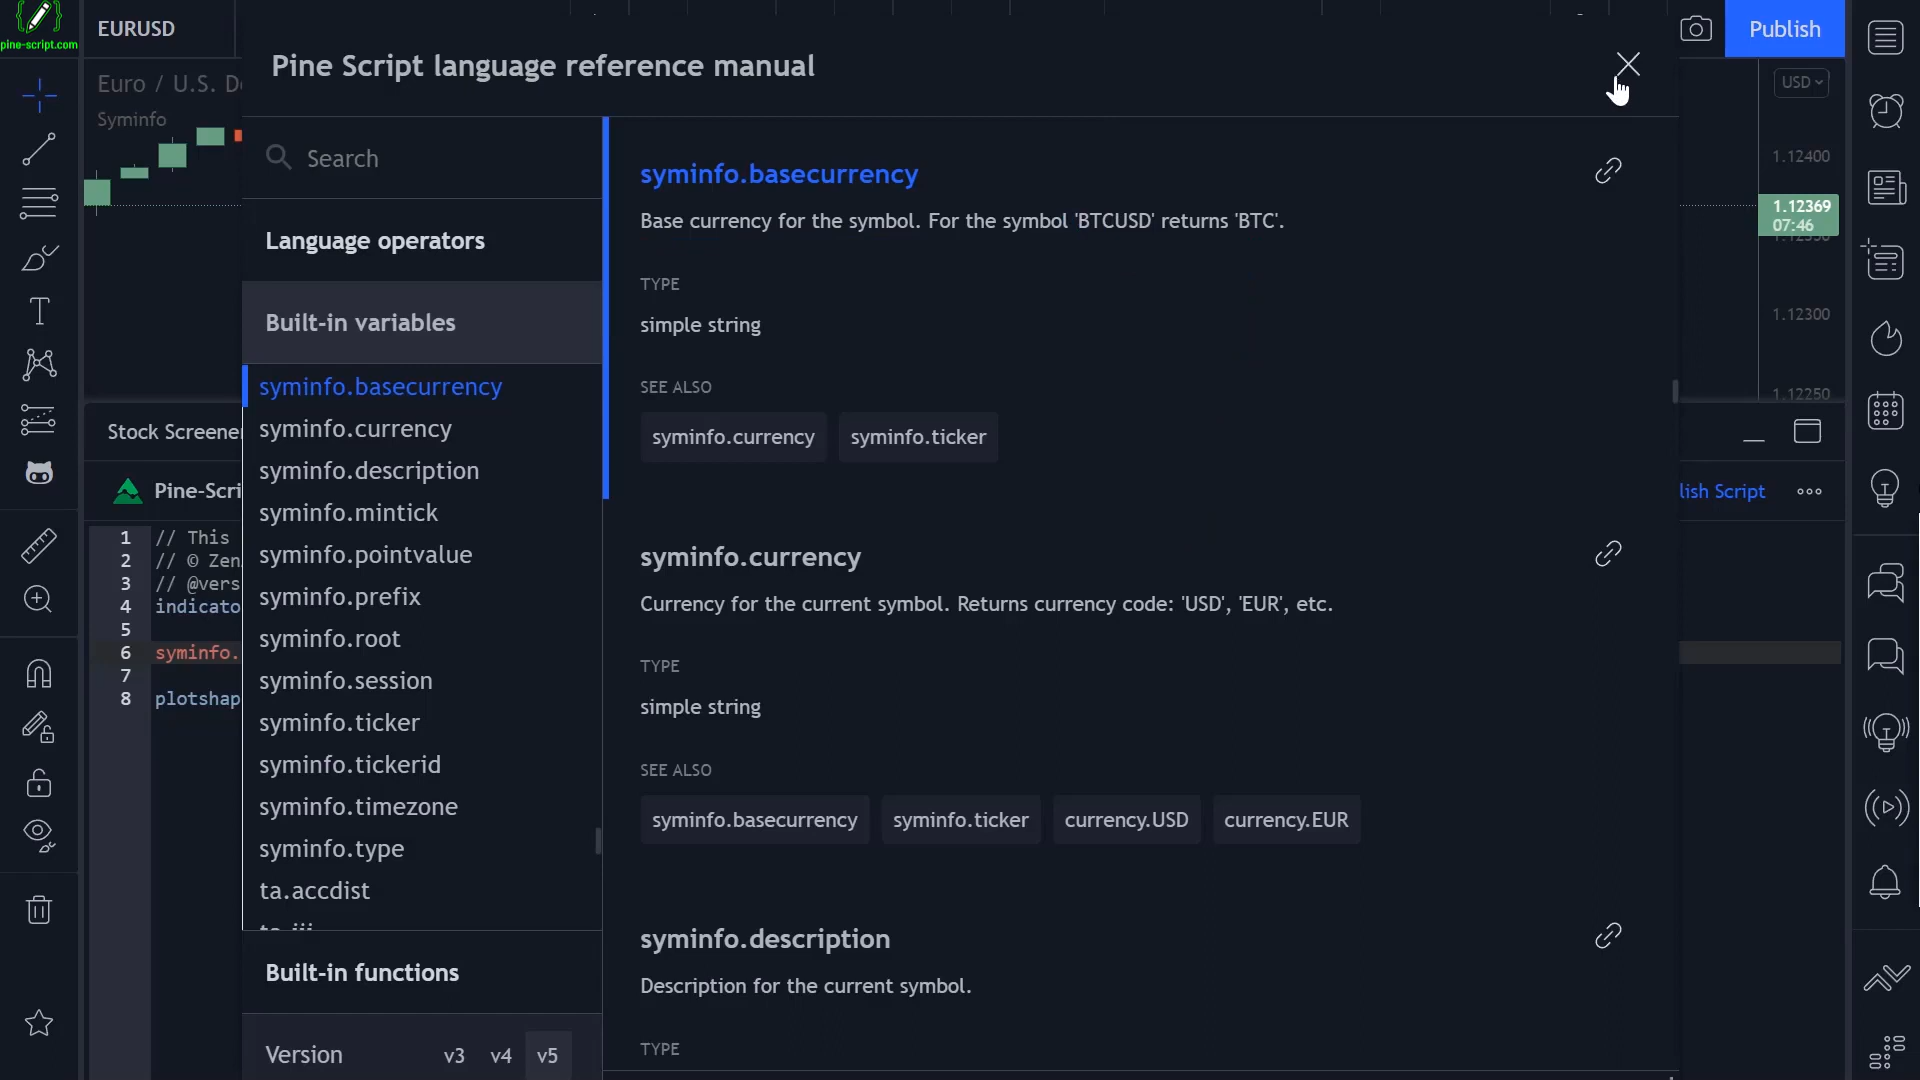 pine-script.com
EURUSD
Publish
Euro / U.S. D
Syminfo
Pine Script language reference manual
USD
1.12400
1.12369
07:46
1.12300
1.12250
Search
Language operators
Built-in variables
syminfo.basecurrency
syminfo.currency
syminfo.description
syminfo.mintick
syminfo.pointvalue
syminfo.prefix
syminfo.root
syminfo.session
syminfo.ticker
syminfo.tickerid
syminfo.timezone
syminfo.type
ta.accdist
Built-in functions
Version v3 v4 v5
syminfo.basecurrency
Base currency for the symbol. For the symbol 'BTCUSD' returns 'BTC'.
TYPE
simple string
SEE ALSO
syminfo.currency syminfo.ticker
syminfo.currency
Currency for the current symbol. Returns currency code: 'USD', 'EUR', etc.
TYPE
simple string
SEE ALSO
syminfo.basecurrency syminfo.ticker currency.USD currency.EUR
syminfo.description
Description for the current symbol.
TYPE
Stock Screener
Pine-Scri
lish Script
1 // This
2 // © Zen
3 // @vers
4 indicato
5
6 syminfo.
7
8 plotshap